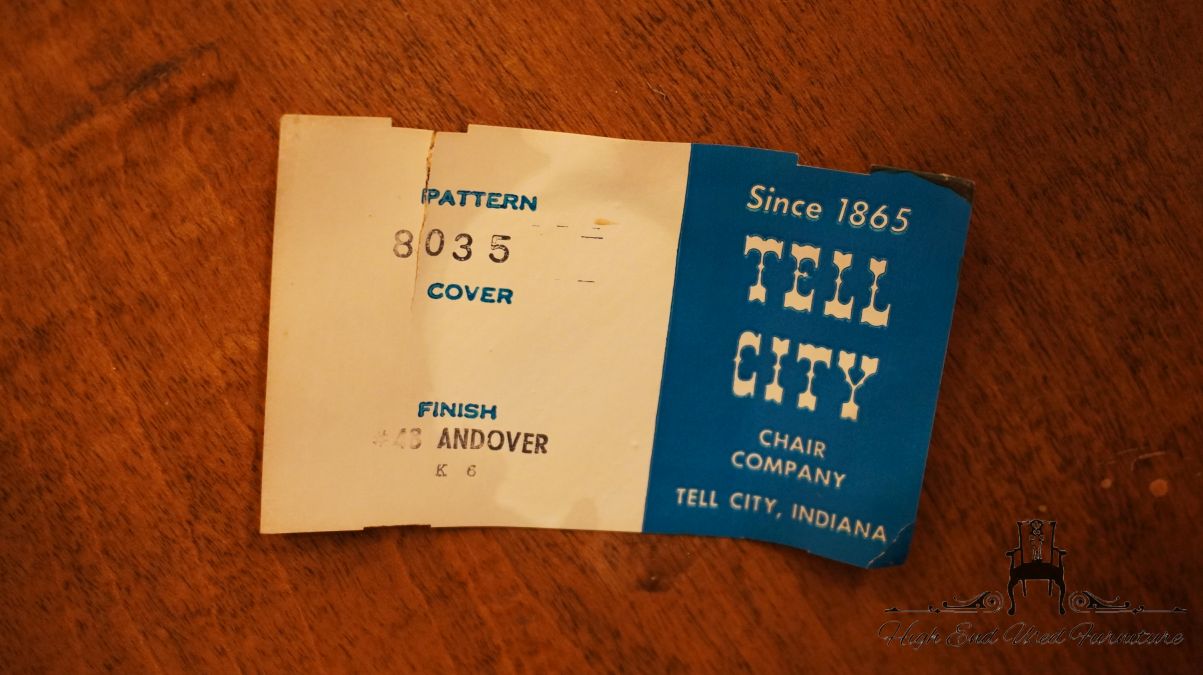 PATTERN
8035
COVER
FINISH
#48 ANDOVER
K 6
Since 1865
TELL
CITY
CHAIR
COMPANY
TELL CITY, INDIANA
High End Used Furniture